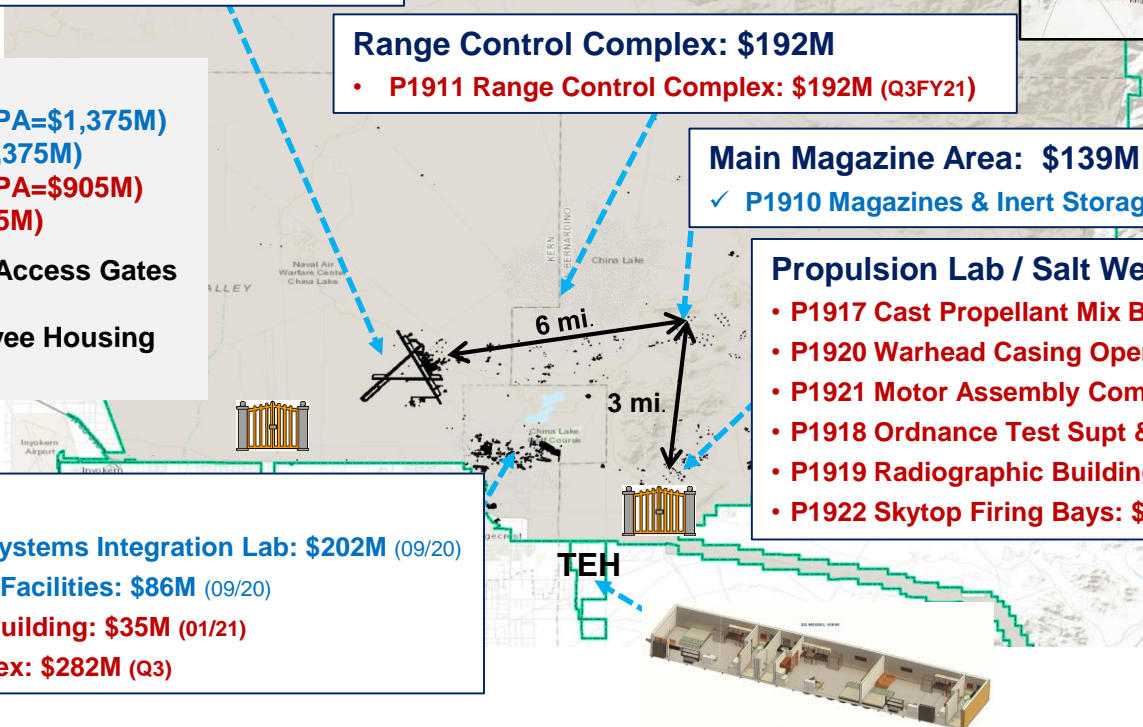 Range Control Complex: $192M
• P1911 Range Control Complex: $192M (Q3FY21)
PA=$1,375M)
,375M)
PA=$905M)
5M)
Access Gates
ee Housing
Main Magazine Area: $139M
✓ P1910 Magazines & Inert Storag
Propulsion Lab / Salt We
• P1917 Cast Propellant Mix B
• P1920 Warhead Casing Oper
• P1921 Motor Assembly Com
• P1918 Ordnance Test Supt &
• P1919 Radiographic Building
• P1922 Skytop Firing Bays: $
Naval Air
Warfare Center
China Lake
ALLEY
KERN
BERNARDINO
China Lake
6 mi.
3 mi.
China Lake
Golf Course
Inyokern
Airport
Inyokern
gecrest
ystems Integration Lab: $202M (09/20)
Facilities: $86M (09/20)
uilding: $35M (01/21)
ex: $282M (Q3)
TEH
3D MODEL VIEW